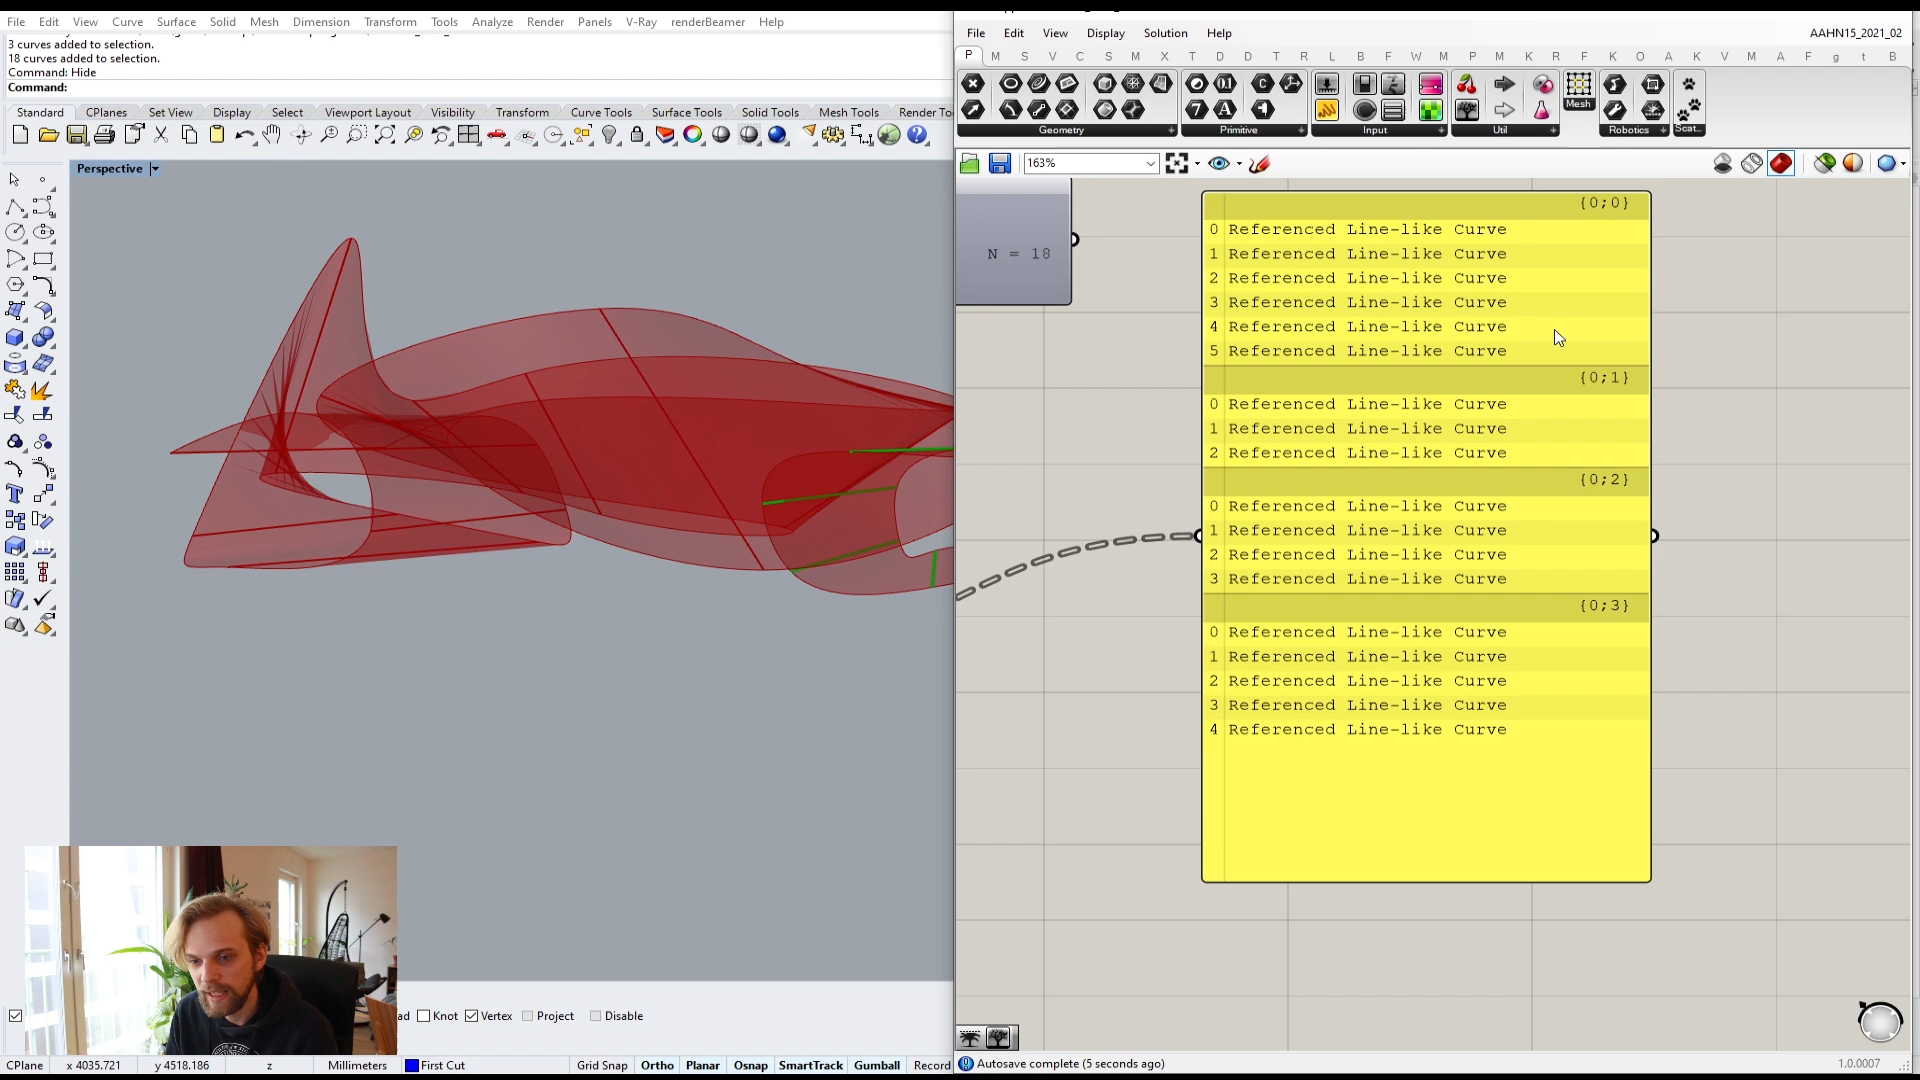 File Edit View Curve Surface Solid Mesh Dimension Transform Tools Analyze Render Panels V-Ray renderBeamer Help
3 curves added to selection.
18 curves added to selection.
Command: Hide
Command:
Standard CPlanes Set View Display Select Viewport Layout Visibility Transform Curve Tools Surface Tools Solid Tools Mesh Tools Render To
Perspective
ad Knot Vertex Project Disable
CPlane x 4035.721 y 4518.186 z Millimeters First Cut Grid Snap Ortho Planar Osnap SmartTrack Gumball Record
File Edit View Display Solution Help AAHN15_2021_02
P M S V C S M X T D D T R L B F W M P M K R F K R O A K V M A F g t B
Geometry Primitive Input Util Mesh Robotics Scat..
163%
N = 18
{0;0}
0 Referenced Line-like Curve
1 Referenced Line-like Curve
2 Referenced Line-like Curve
3 Referenced Line-like Curve
4 Referenced Line-like Curve
5 Referenced Line-like Curve
{0;1}
0 Referenced Line-like Curve
1 Referenced Line-like Curve
2 Referenced Line-like Curve
{0;2}
0 Referenced Line-like Curve
1 Referenced Line-like Curve
2 Referenced Line-like Curve
3 Referenced Line-like Curve
{0;3}
0 Referenced Line-like Curve
1 Referenced Line-like Curve
2 Referenced Line-like Curve
3 Referenced Line-like Curve
4 Referenced Line-like Curve
Autosave complete (5 seconds ago) 1.0.0007